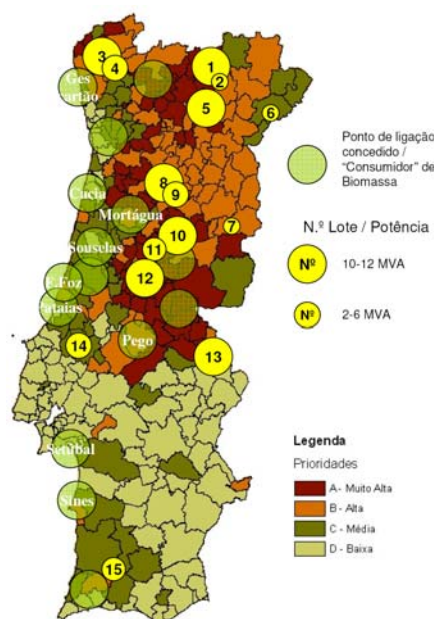 3
4
1
2
Ges
cartão
5
6
Cacia
8
9
Mortágua
7
10
Souselas
11
F.Foz
12
Pataias
14
Pego
13
Setúbal
Sines
15
Ponto de ligação
concedido /
“Consumidor” de
Biomassa
N.º Lote / Potência
Nº
10-12 MVA
Nº
2-6 MVA
Legenda
Prioridades
A - Muito Alta
B - Alta
C - Média
D - Baixa